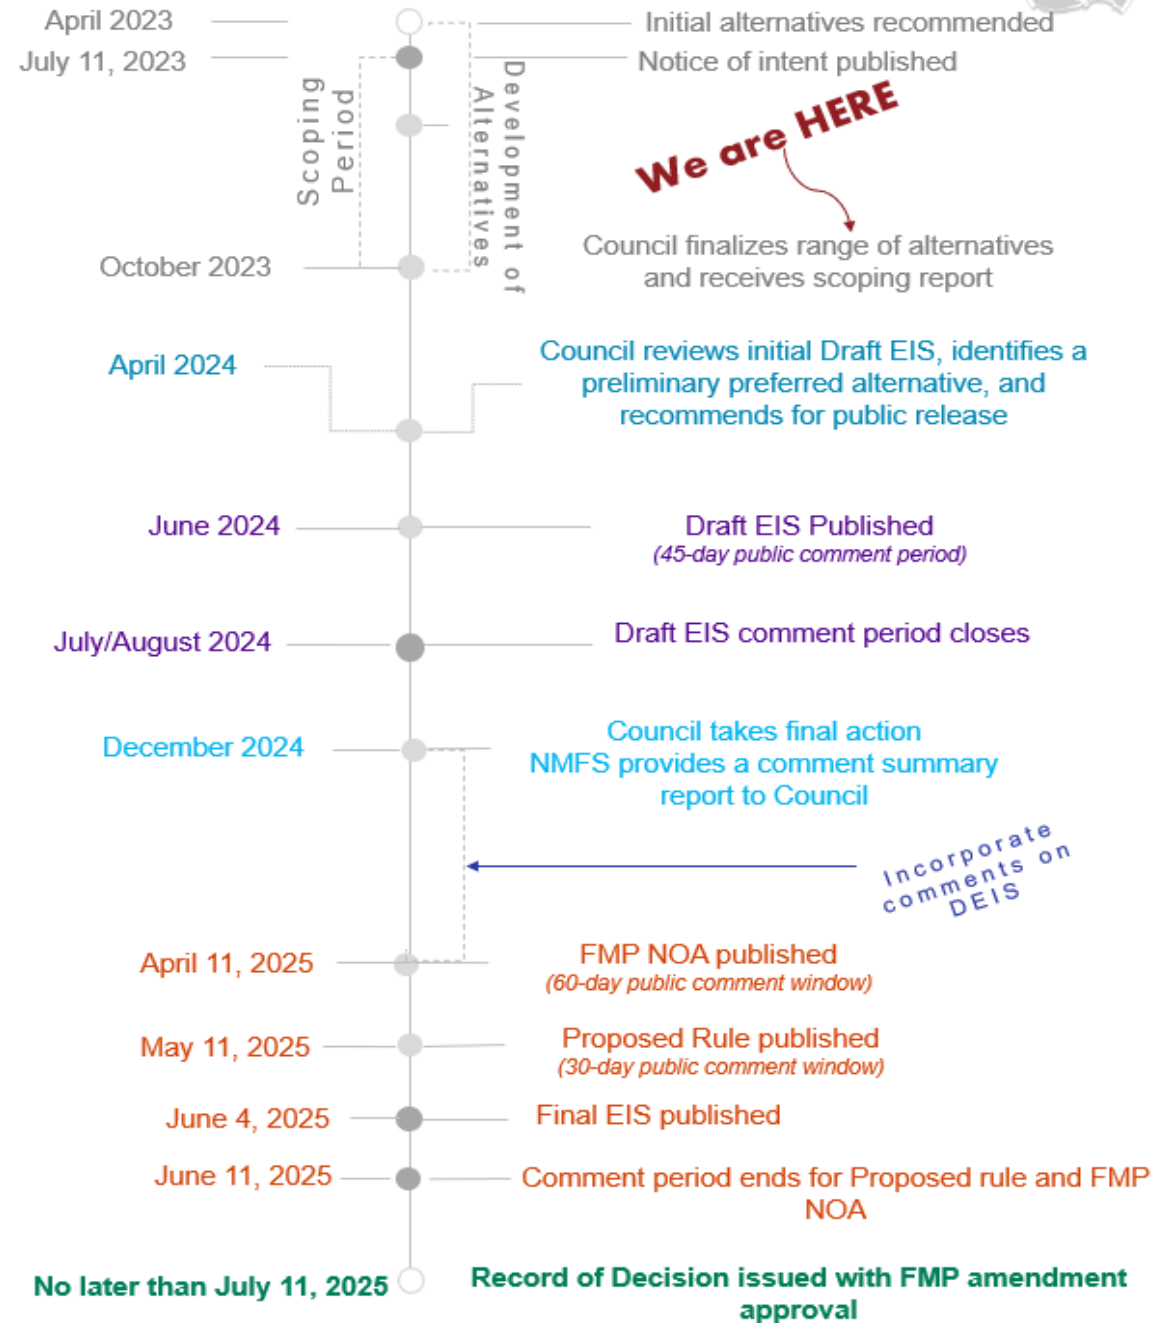 April 2023
Initial alternatives recommended
July 11, 2023
Notice of intent published
Scoping
Period
Development of
Alternatives
We are HERE
October 2023
Council finalizes range of alternatives
and receives scoping report
April 2024
Council reviews initial Draft EIS, identifies a
preliminary preferred alternative, and
recommends for public release
June 2024
Draft EIS Published
(45-day public comment period)
July/August 2024
Draft EIS comment period closes
December 2024
Council takes final action
NMFS provides a comment summary
report to Council
Incorporate
comments on
DEIS
April 11, 2025
FMP NOA published
(60-day public comment window)
May 11, 2025
Proposed Rule published
(30-day public comment window)
June 4, 2025
Final EIS published
June 11, 2025
Comment period ends for Proposed rule and FMP
NOA
No later than July 11, 2025
Record of Decision issued with FMP amendment
approval